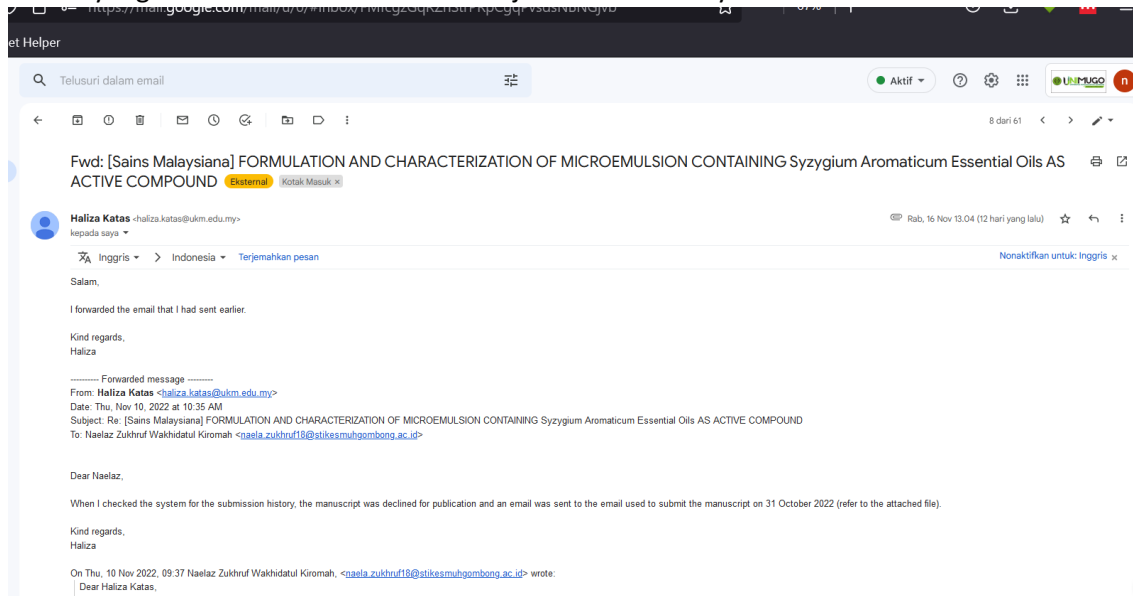 et Helper
Telusuri dalam email
Aktif
UNIMUGO
n
8 dari 61
Fwd: [Sains Malaysiana] FORMULATION AND CHARACTERIZATION OF MICROEMULSION CONTAINING Syzygium Aromaticum Essential Oils AS
ACTIVE COMPOUND Eksternal Kotak Masuk ×
Haliza Katas <haliza.katas@ukm.edu.my>
Rab, 16 Nov 13.04 (12 hari yang lalu)
kepada saya
Inggris > Indonesia Terjemahkan pesan
Nonaktifkan untuk: Inggris ×
Salam,
I forwarded the email that I had sent earlier.
Kind regards,
Haliza
---------- Forwarded message ---------
From: Haliza Katas <haliza.katas@ukm.edu.my>
Date: Thu, Nov 10, 2022 at 10:35 AM
Subject: Re: [Sains Malaysiana] FORMULATION AND CHARACTERIZATION OF MICROEMULSION CONTAINING Syzygium Aromaticum Essential Oils AS ACTIVE COMPOUND
To: Naelaz Zukhruf Wakhidatul Kiromah <naela.zukhruf18@stikesmuhgombong.ac.id>
Dear Naelaz,
When I checked the system for the submission history, the manuscript was declined for publication and an email was sent to the email used to submit the manuscript on 31 October 2022 (refer to the attached file).
Kind regards,
Haliza
On Thu, 10 Nov 2022, 09:37 Naelaz Zukhruf Wakhidatul Kiromah, <naela.zukhruf18@stikesmuhgombong.ac.id> wrote:
Dear Haliza Katas,